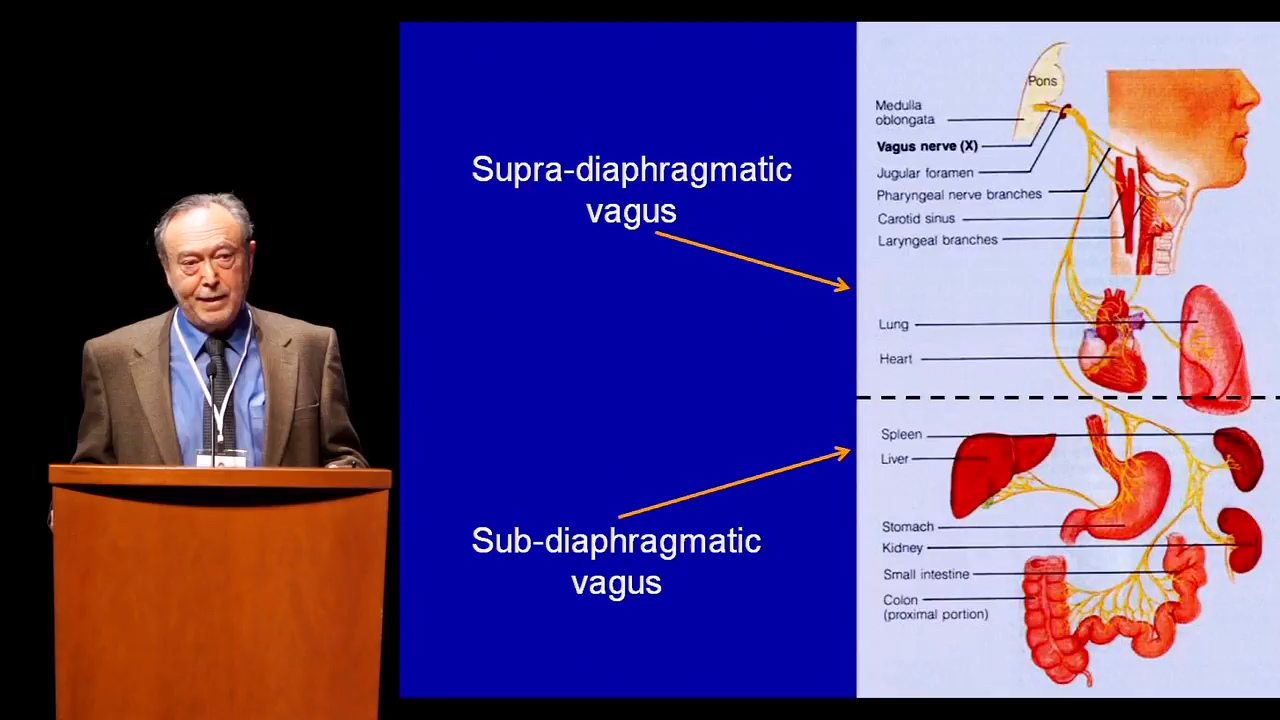 Supra-diaphragmatic
vagus
Sub-diaphragmatic
vagus
Pons
Medulla
oblongata
Vagus nerve (X)
Jugular foramen
Pharyngeal nerve branches
Carotid sinus
Laryngeal branches
Lung
Heart
Spleen
Liver
Stomach
Kidney
Small intestine
Colon
(proximal portion)